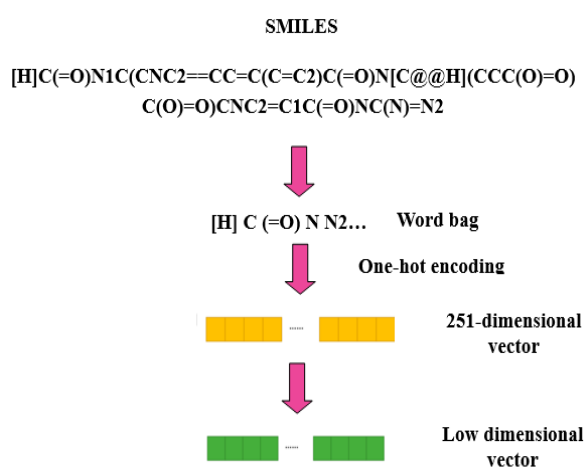 SMILES
[H]C(=O)N1C(CNC2==CC=C(C=C2)C(=O)N[C@@H](CCC(O)=O)
C(O)=O)CNC2=C1C(=O)NC(N)=N2
[H] C (=O) N N2… Word bag
One-hot encoding
...... 251-dimensional
vector
...... Low dimensional
vector